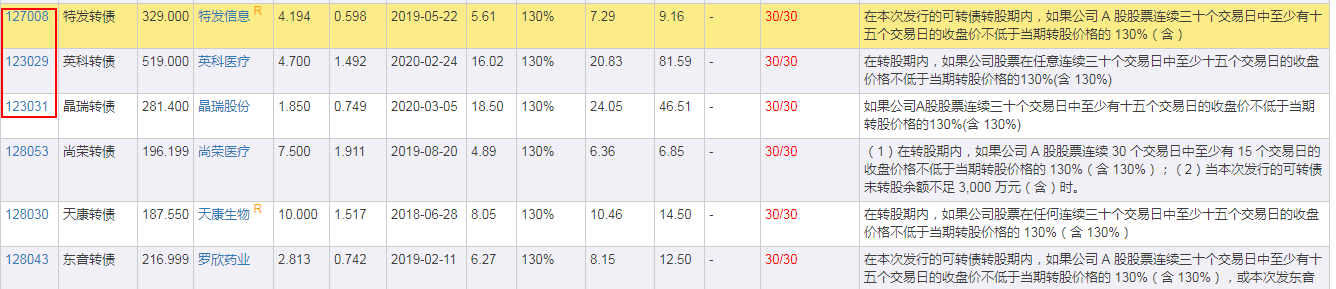 127008 特发转债 329.000 特发信息 R 4.194 0.598 2019-05-22 5.61 130% 7.29 9.16 - 30/30 在本次发行的可转债转股期内，如果公司 A 股股票连续三十个交易日中至少有十
五个交易日的收盘价不低于当期转股价格的 130%（含 ）
123029 英科转债 519.000 英科医疗 4.700 1.492 2020-02-24 16.02 130% 20.83 81.59 - 30/30 在转股期内，如果公司股票在任意连续三十个交易日中至少十五个交易日的收盘
价格不低于当期转股价格的130%(含 130%)
123031 晶瑞转债 281.400 晶瑞股份 1.850 0.749 2020-03-05 18.50 130% 24.05 46.51 - 30/30 如果公司A股股票连续三十个交易日中至少有十五个交易日的收盘价不低于当期
转股价格的130%(含 130%)
128053 尚荣转债 196.199 尚荣医疗 7.500 1.911 2019-08-20 4.89 130% 6.36 6.85 - 30/30 （1）在转股期内，如果公司 A 股股票连续 30 个交易日中至少有 15 个交易日的
收盘价格不低于当期转股价格的 130%（含 130% ）；（2）当本次发行的可转债
未转股余额不足 3,000 万元（含）时。
128030 天康转债 187.550 天康生物 R 10.000 1.517 2018-06-28 8.05 130% 10.46 14.50 - 30/30 在转股期内，如果公司股票在任何连续三十个交易日中至少十五个交易日的收盘
价格不低于当期转股价格的 130%（含 130% ）
128043 东音转债 216.999 罗欣药业 2.813 0.742 2019-02-11 6.27 130% 8.15 12.50 - 30/30 在本次发行的可转债转股期内，如果公司 A 股股票连续三十个交易日中至少有十
五个交易日的收盘价不低于当期转股价格的 130%（含 130% ），或本次发东音